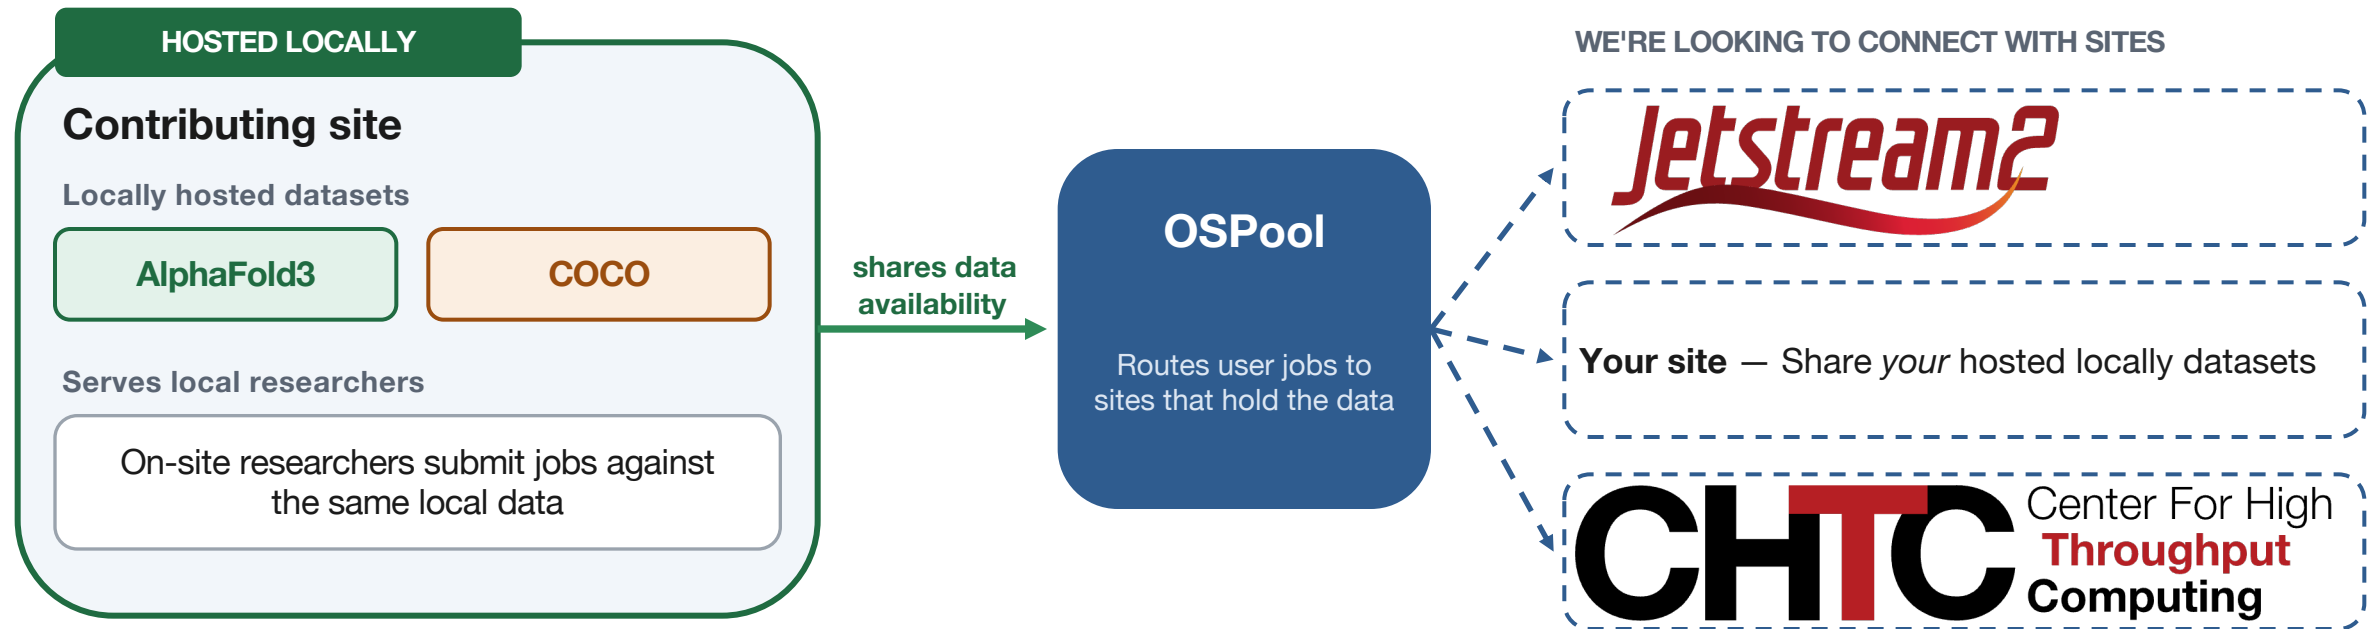 HOSTED LOCALLY
Contributing site
Locally hosted datasets
AlphaFold3
COCO
Serves local researchers
On-site researchers submit jobs against
the same local data
shares data
availability
OSPool
Routes user jobs to
sites that hold the data
WE'RE LOOKING TO CONNECT WITH SITES
Jetstream2
Your site — Share your hosted locally datasets
CHTC
Center For High
Throughput
Computing